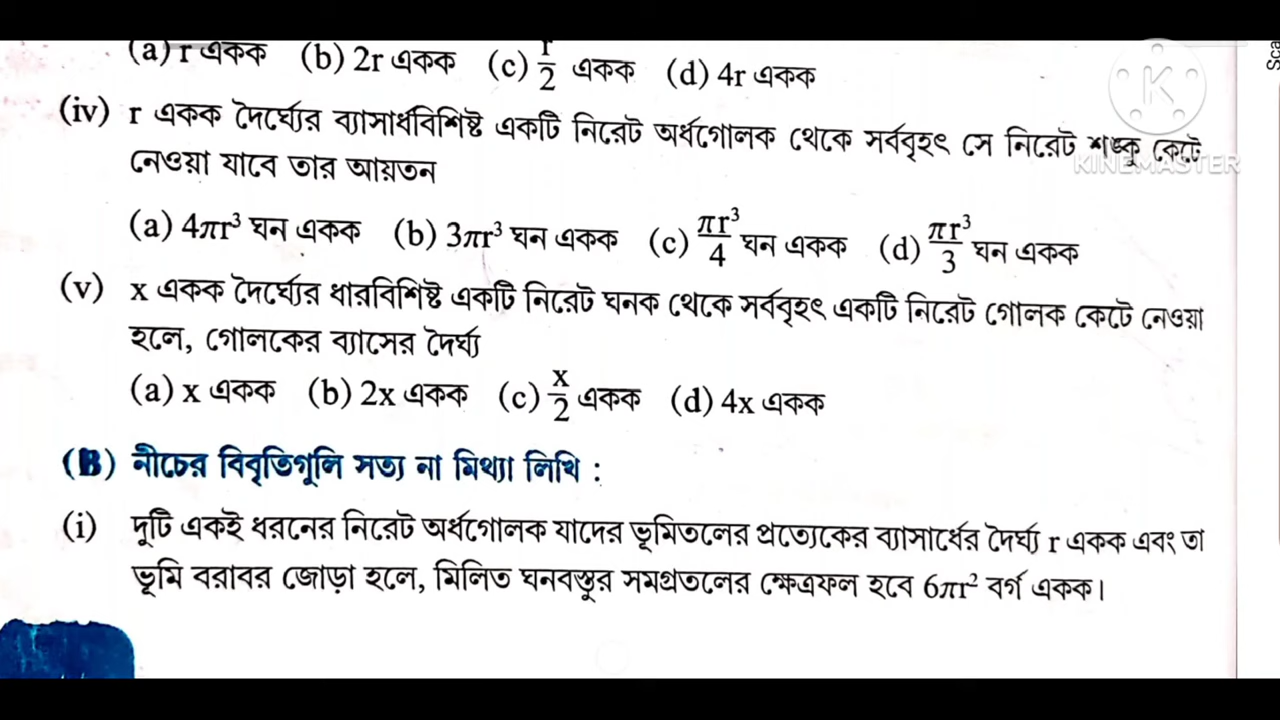 (a) r একক (b) 2r একক (c) r/2 একক (d) 4r একক
(iv) r একক দৈর্ঘ্যের ব্যাসার্ধবিশিষ্ট একটি নিরেট অর্ধগোলক থেকে সর্ববৃহৎ সে নিরেট শঙ্কু কেটে
নেওয়া যাবে তার আয়তন
KINEMASTER
(a) 4πr³ ঘন একক (b) 3πr³ ঘন একক (c) πr³/4 ঘন একক (d) πr³/3 ঘন একক
(v) x একক দৈর্ঘ্যের ধারবিশিষ্ট একটি নিরেট ঘনক থেকে সর্ববৃহৎ একটি নিরেট গোলক কেটে নেওয়া
হলে, গোলকের ব্যাসের দৈর্ঘ্য
(a) x একক (b) 2x একক (c) x/2 একক (d) 4x একক
(B) নীচের বিবৃতিগুলি সত্য না মিথ্যা লিখি :
(i) দুটি একই ধরনের নিরেট অর্ধগোলক যাদের ভূমিতলের প্রত্যেকের ব্যাসার্ধের দৈর্ঘ্য r একক এবং তা
ভূমি বরাবর জোড়া হলে, মিলিত ঘনবস্তুর সমগ্রতলের ক্ষেত্রফল হবে 6πr² বর্গ একক।